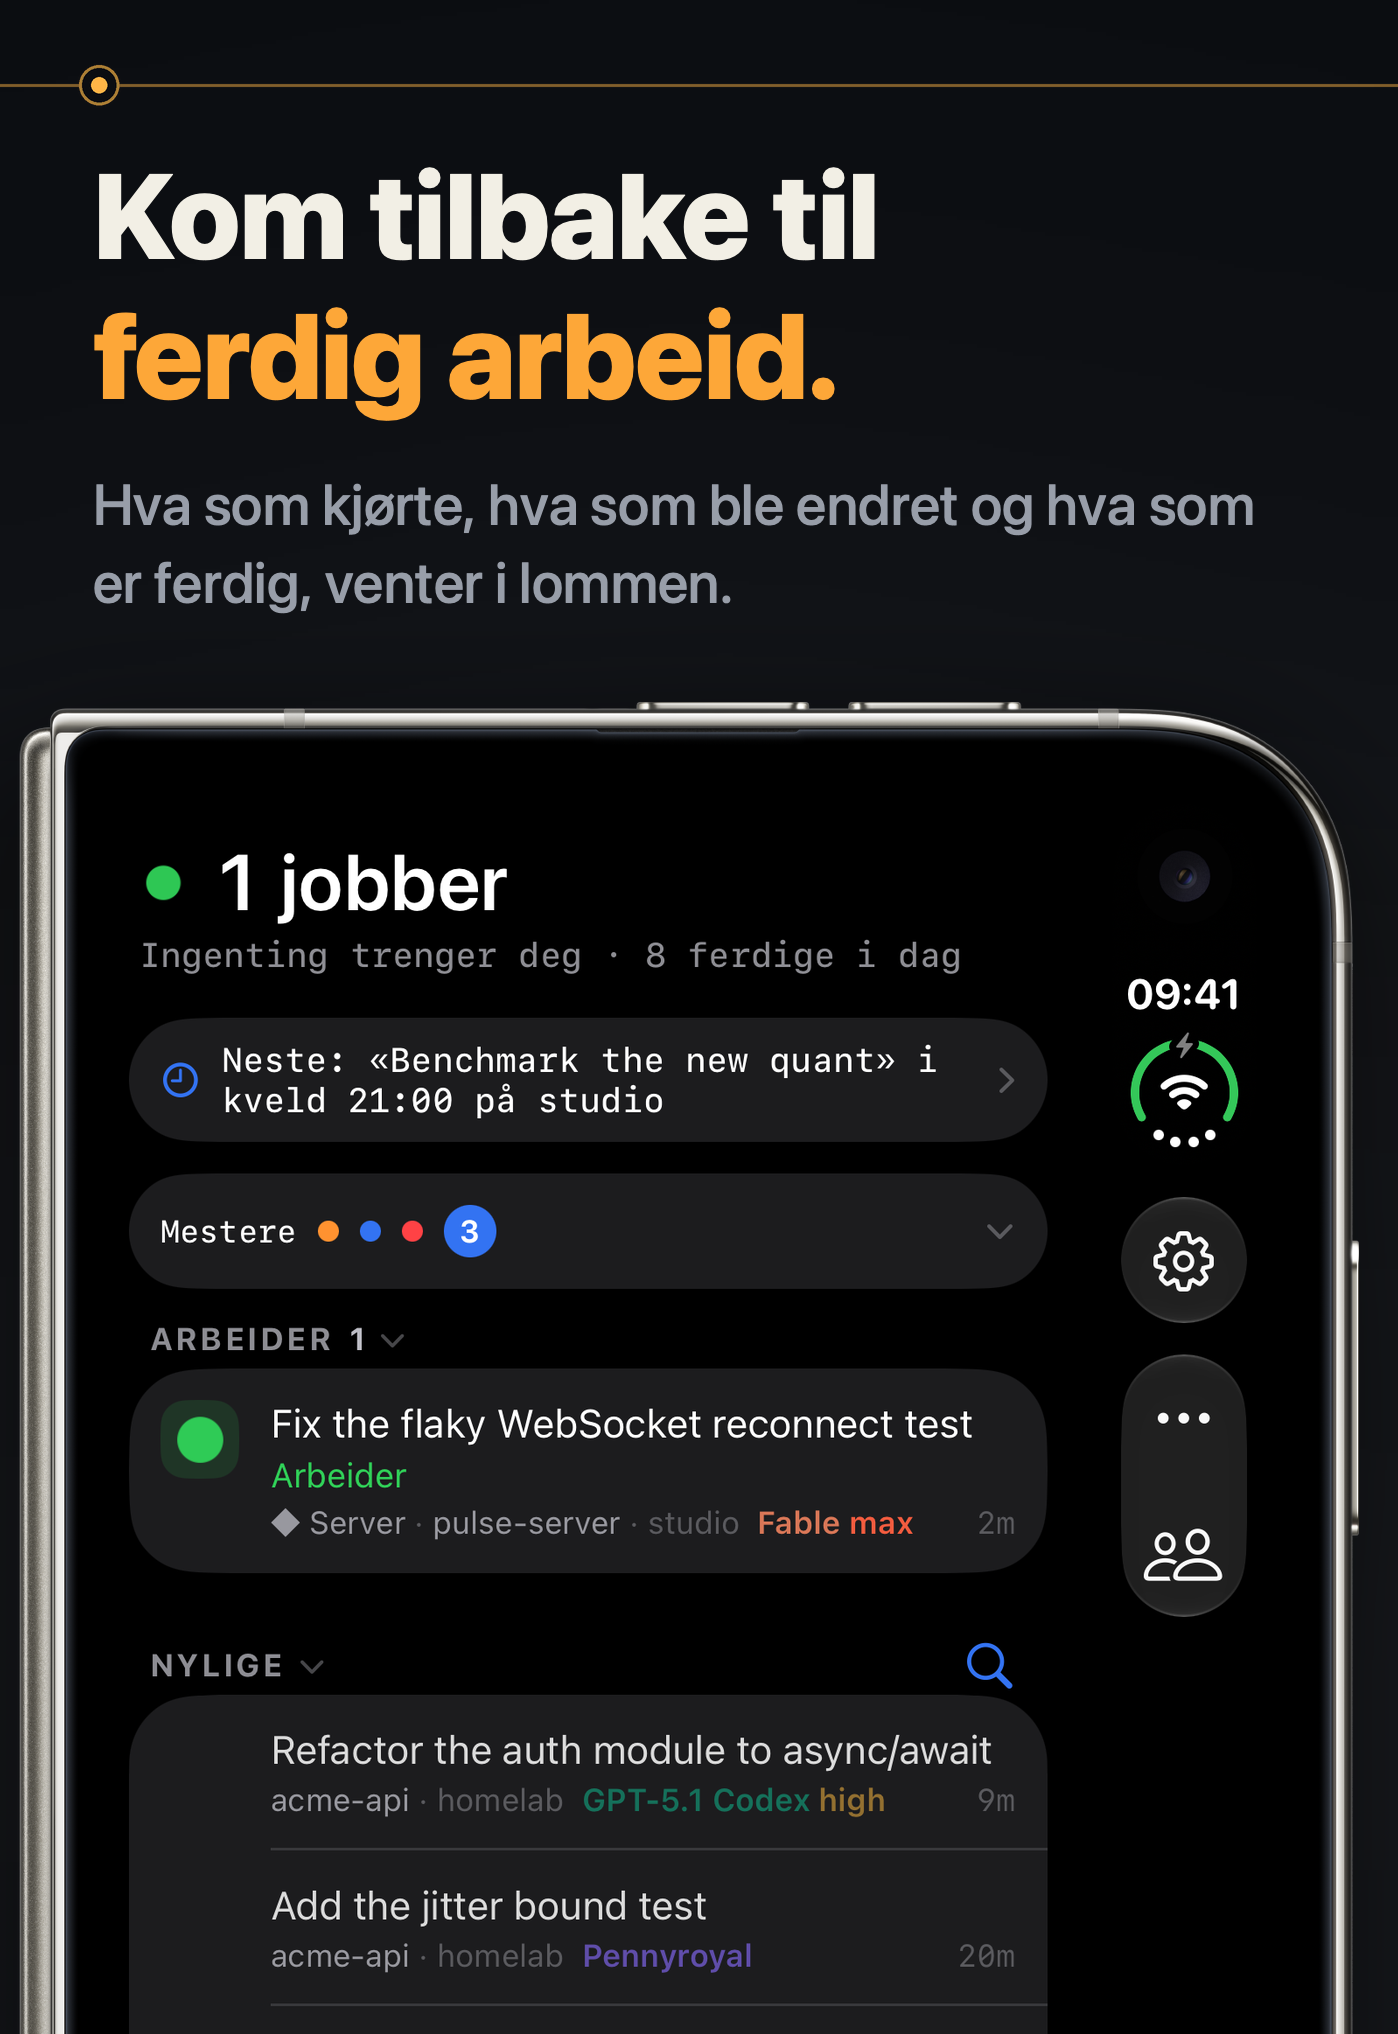 Kom tilbake til
ferdig arbeid.
Hva som kjørte, hva som ble endret og hva som
er ferdig, venter i lommen.
1 jobber
Ingenting trenger deg · 8 ferdige i dag
09:41
Neste: «Benchmark the new quant» i
kveld 21:00 på studio
Mestere 3
ARBEIDER 1
Fix the flaky WebSocket reconnect test
Arbeider
Server · pulse-server · studio Fable max 2m
NYLIGE
Refactor the auth module to async/await
acme-api · homelab GPT-5.1 Codex high 9m
Add the jitter bound test
acme-api · homelab Pennyroyal 20m